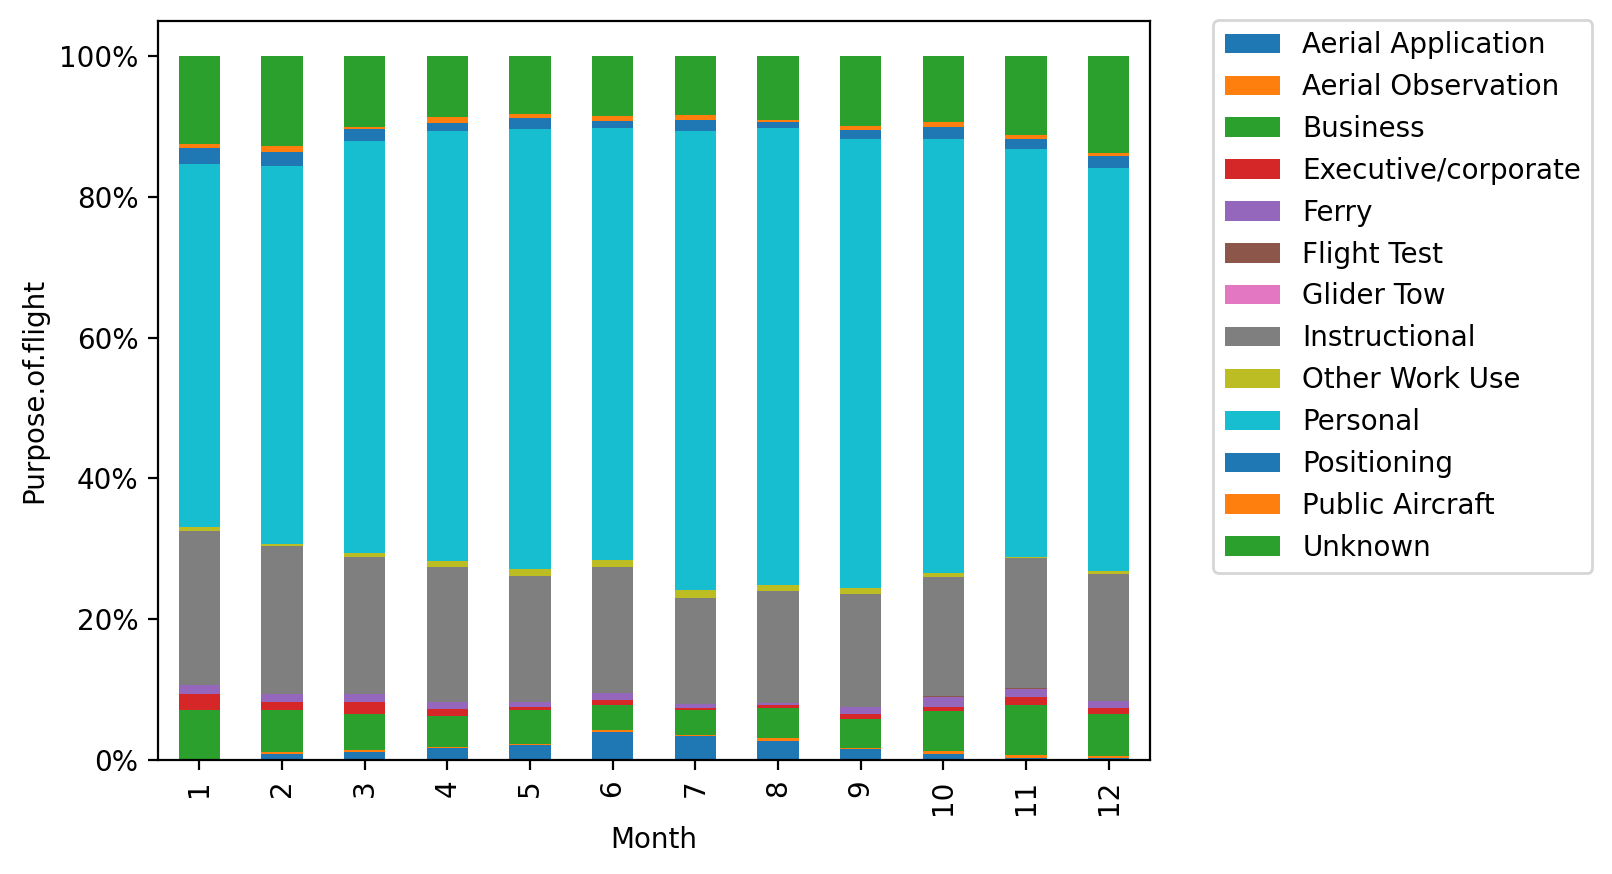 100%
80%
60%
40%
20%
0%
Purpose.of.flight
1 2 3 4 5 6 7 8 9 10 11 12
Month
Aerial Application
Aerial Observation
Business
Executive/corporate
Ferry
Flight Test
Glider Tow
Instructional
Other Work Use
Personal
Positioning
Public Aircraft
Unknown